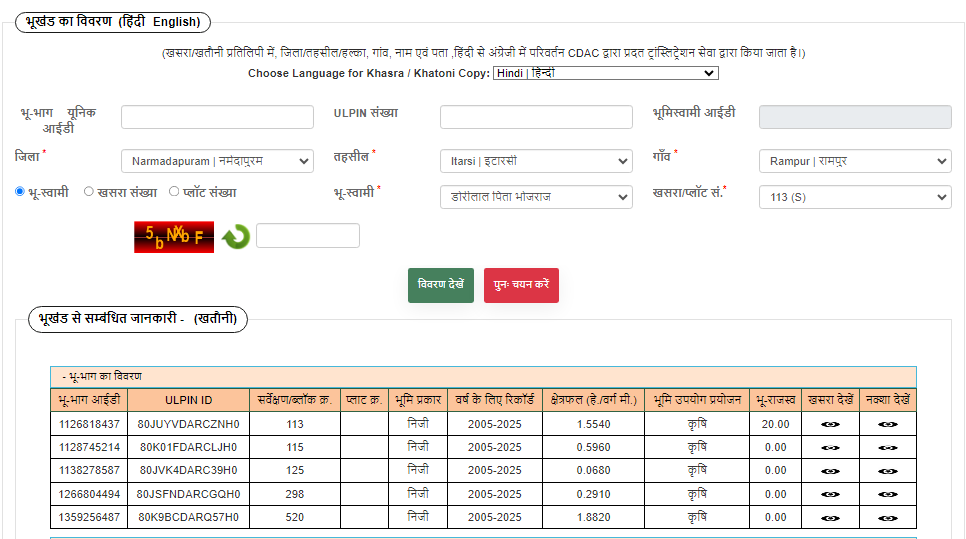 भूखंड का विवरण (हिंदी English)
(खसरा/खतौनी प्रतिलिपी में, जिला/तहसील/हल्का, गांव, नाम एवं पता ,हिंदी से अंग्रेजी में परिवर्तन CDAC द्वारा प्रदत ट्रांस्लिट्रेशन सेवा द्वारा किया जाता है।)
Choose Language for Khasra / Khatoni Copy: Hindi | हिन्दी
भू-भाग यूनिक आईडी
ULPIN संख्या
भूमिस्वामी आईडी
जिला * Narmadapuram | नर्मदापुरम तहसील * Itarsi | इटारसी गाँव * Rampur | रामपुर
भू-स्वामी खसरा संख्या प्लॉट संख्या भू-स्वामी * डोरीलाल पिता भोजराज खसरा/प्लॉट सं.* 113 (S)
विवरण देखें पुनः चयन करें
भूखंड से सम्बंधित जानकारी - (खतौनी)
- भू-भाग का विवरण
भू-भाग आईडी ULPIN ID सर्वेक्षण/ब्लॉक क्र. प्लाट क्र. भूमि प्रकार वर्ष के लिए रिकॉर्ड क्षेत्रफल (हे./वर्ग मी.) भूमि उपयोग प्रयोजन भू-राजस्व खसरा देखें नक्शा देखें
1126818437 80JUYVDARCZNH0 113 निजी 2005-2025 1.5540 कृषि 20.00
1128745214 80K01FDARCLJH0 115 निजी 2005-2025 0.5960 कृषि 0.00
1138278587 80JVK4DARC39H0 125 निजी 2005-2025 0.0680 कृषि 0.00
1266804494 80JSFNDARCGQH0 298 निजी 2005-2025 0.2910 कृषि 0.00
1359256487 80K9BCDARQ57H0 520 निजी 2005-2025 1.8820 कृषि 0.00